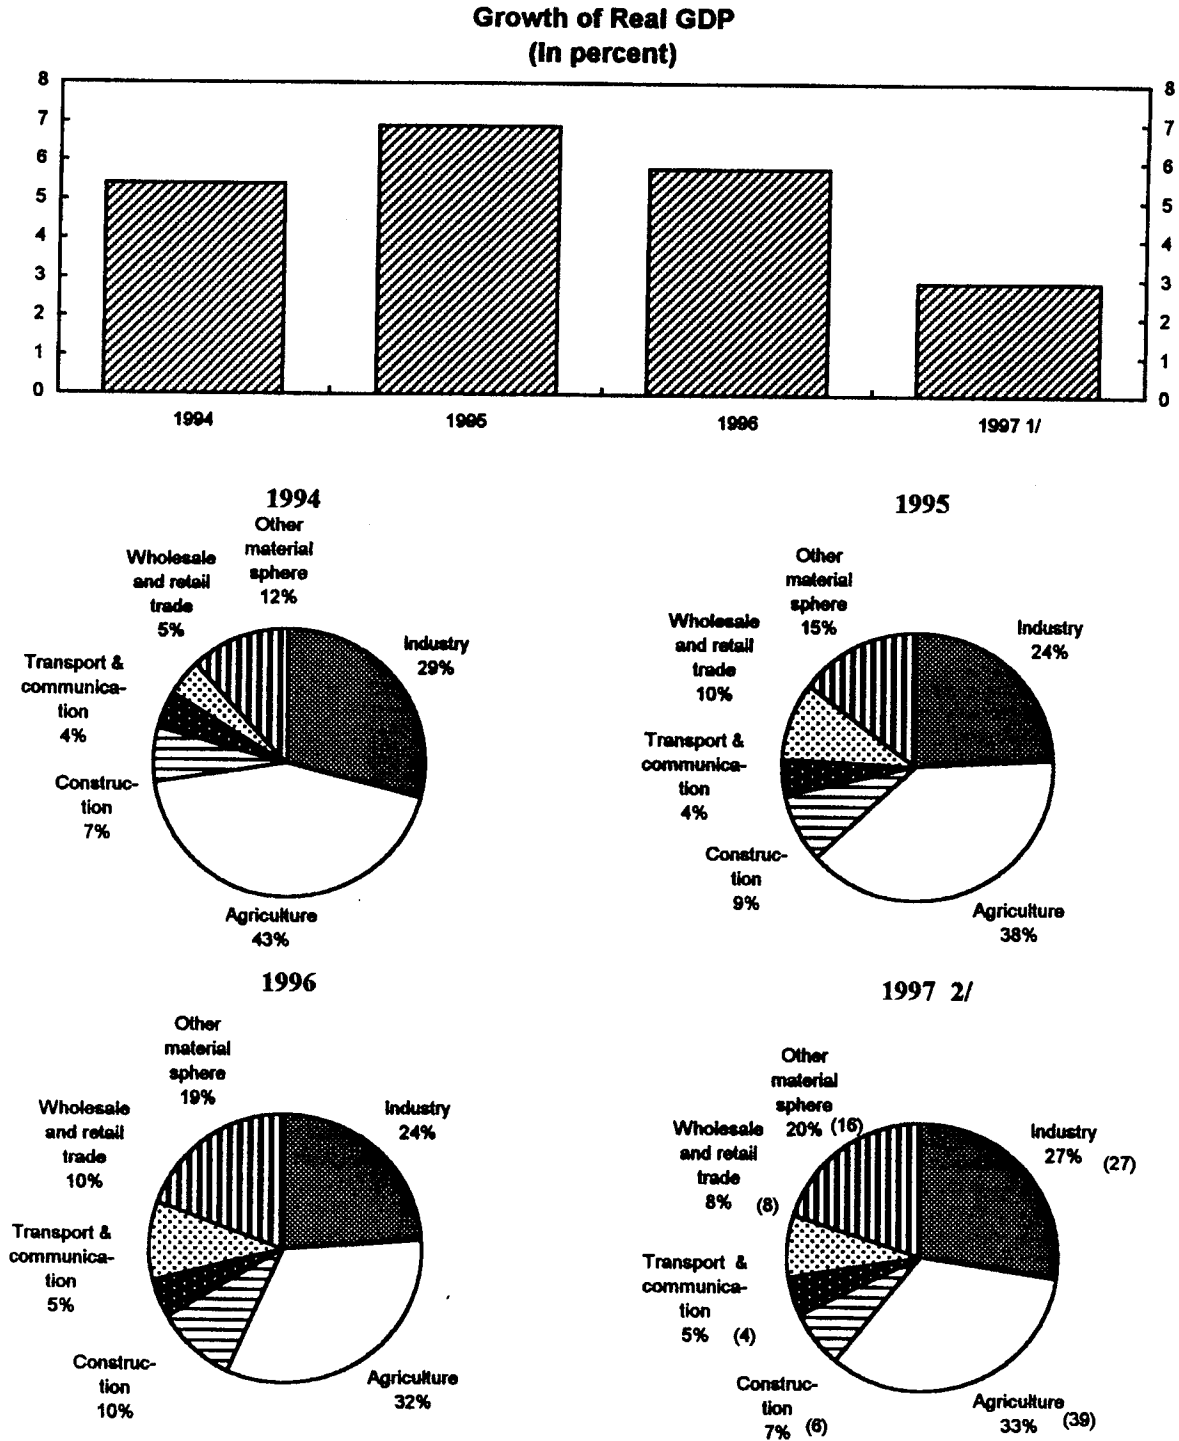 Growth of Real GDP
(In percent)
8
7
6
5
4
3
2
1
0
8
7
6
5
4
3
2
1
0
1994
1995
1996
1997 1/
1994
Other
material
sphere
12%
Wholesale
and retail
trade
5%
Transport &
communica-
tion
4%
Construc-
tion
7%
Agriculture
43%
Industry
29%
1995
Other
material
sphere
15%
Wholesale
and retail
trade
10%
Transport &
communica-
tion
4%
Construc-
tion
9%
Agriculture
38%
Industry
24%
1996
Other
material
sphere
19%
Wholesale
and retail
trade
10%
Transport &
communica-
tion
5%
Construc-
tion
10%
Agriculture
32%
Industry
24%
1997 2/
Other
material
sphere
20% (16)
Wholesale
and retail
trade
8% (8)
Transport &
communica-
tion
5% (4)
Construc-
tion
7% (6)
Agriculture
33% (39)
Industry
27% (27)